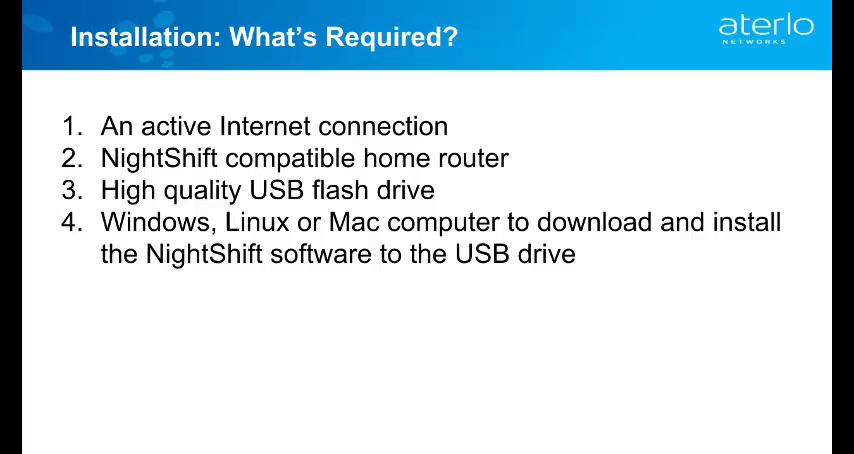 Installation: What's Required?
aterlo
NETWORKS
1. An active Internet connection
2. NightShift compatible home router
3. High quality USB flash drive
4. Windows, Linux or Mac computer to download and install
the NightShift software to the USB drive